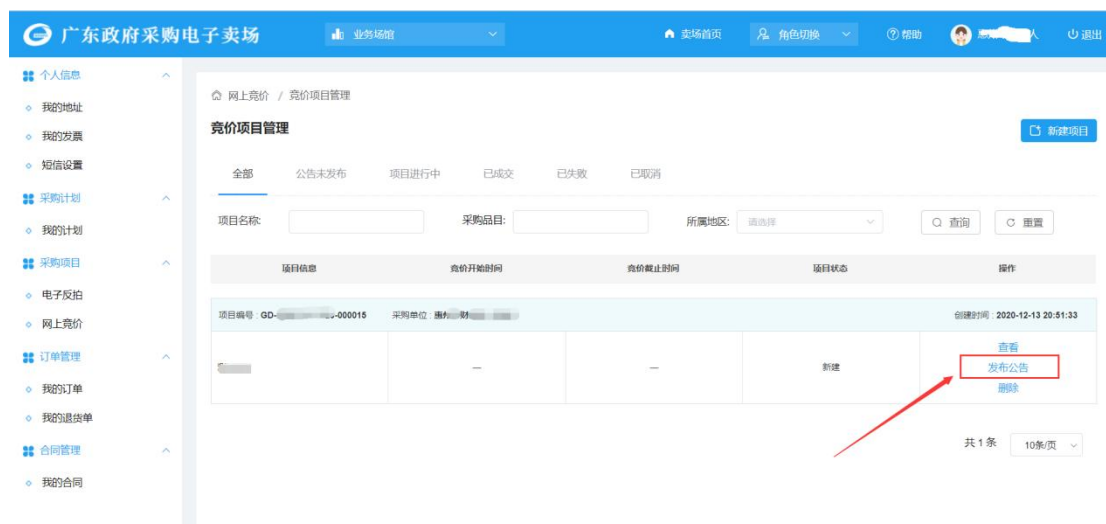 广东政府采购电子卖场 业务场馆 卖场首页 角色切换 帮助 人 退出
个人信息
我的地址
我的发票
短信设置
采购计划
我的计划
采购项目
电子反拍
网上竞价
订单管理
我的订单
我的退货单
合同管理
我的合同
网上竞价 / 竞价项目管理
竞价项目管理 新建项目
全部 公告未发布 项目进行中 已成交 已失败 已取消
项目名称: 采购品目: 所属地区: 请选择 查询 重置
项目信息 竞价开始时间 竞价截止时间 项目状态 操作
项目编号 : GD- -000015 采购单位 : 惠 财 创建时间 : 2020-12-13 20:51:33
— — 新建 查看
发布公告
删除
共 1 条 10条/页